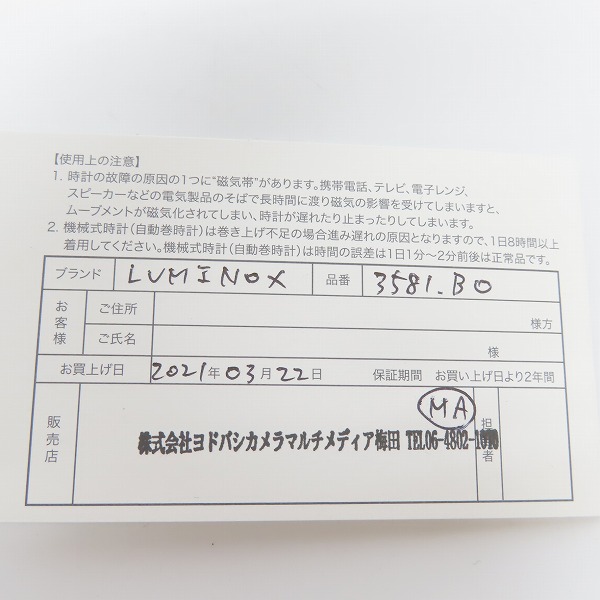 【使用上の注意】
1. 時計の故障の原因の1つに“磁気帯”があります。携帯電話、テレビ、電子レンジ、
スピーカーなどの電気製品のそばで長時間に渡り磁気の影響を受けてしまいますと、
ムーブメントが磁気化されてしまい、時計が遅れたり止まったりしてしまいます。
2. 機械式時計(自動巻時計)は巻き上げ不足の場合進み遅れの原因となりますので、1日8時間以上
着用してください。機械式時計(自動巻時計)は時間の誤差は1日1分〜2分前後は正常品です。
ブランド LUMINOX 品番 3581.BO
お客様 ご住所 様方
ご氏名 様
お買上げ日 2021年 03月 22日 保証期間 お買い上げ日より2年間
MA
販売店 株式会社ヨドバシカメラマルチメディア梅田 TEL06-4802-1010 担当者